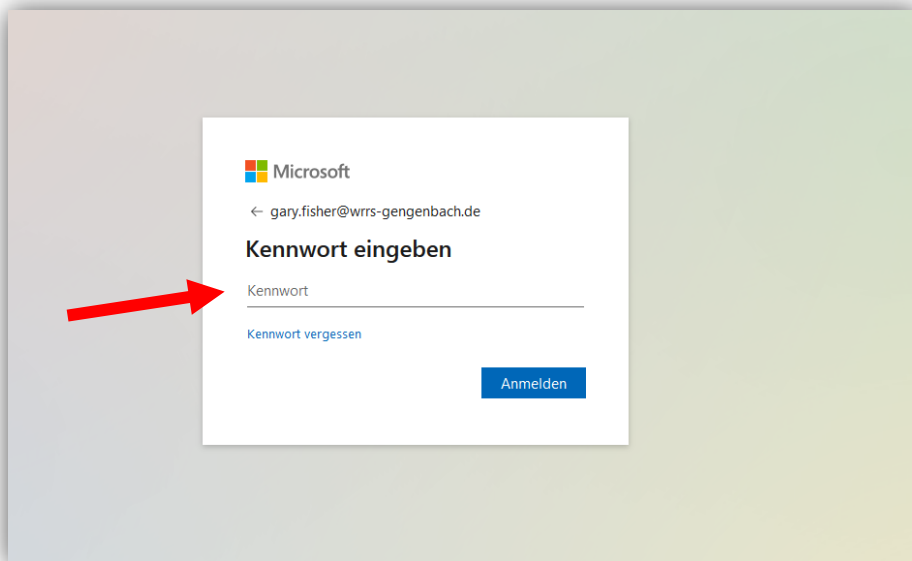 Microsoft
← gary.fisher@wrrs-gengenbach.de
Kennwort eingeben
Kennwort
Kennwort vergessen
Anmelden